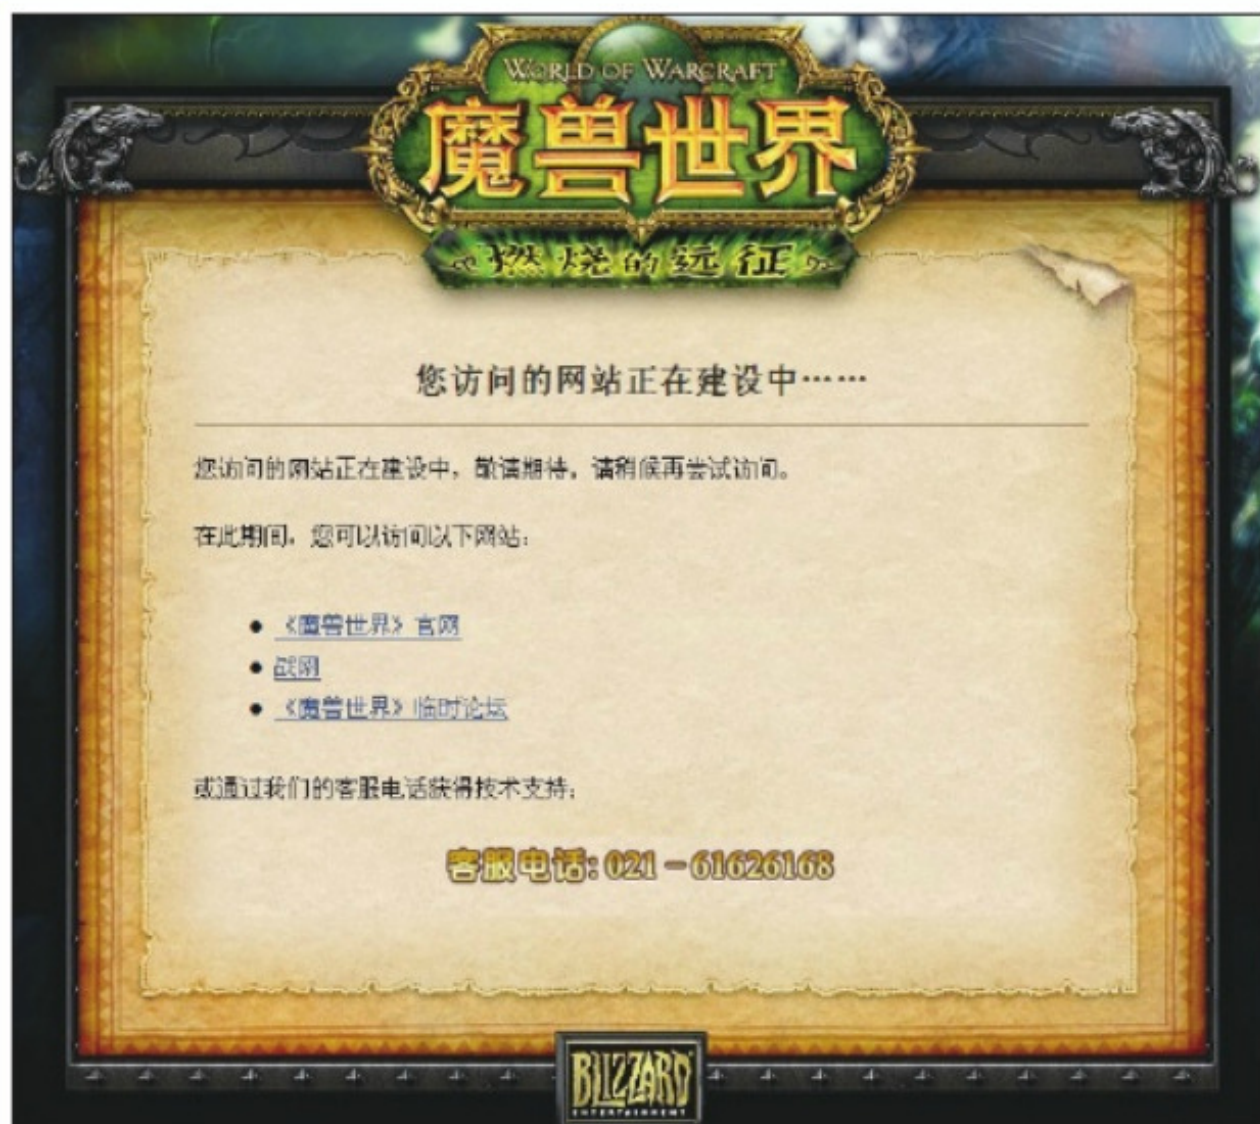 WORLD OF WARCRAFT
魔兽世界
燃烧的远征
您访问的网站正在建设中……
您访问的网站正在建设中，敬请期待，请稍候再尝试访问。
在此期间，您可以访问以下网站：
• 《魔兽世界》官网
• 战网
• 《魔兽世界》临时论坛
或通过我们的客服电话获得技术支持：
客服电话: 021－61626168
BLIZZARD
ENTERTAINMENT